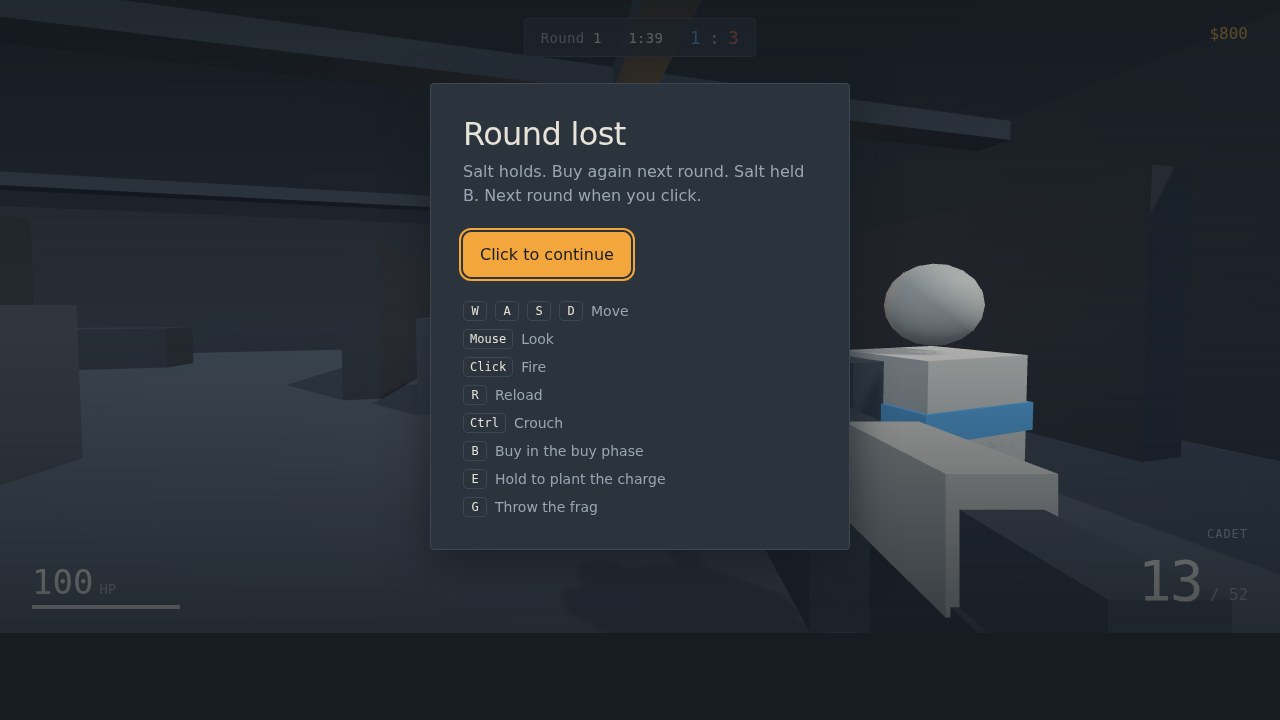 Round 1 1:39 1 : 3
$800
Round lost
Salt holds. Buy again next round. Salt held
B. Next round when you click.
Click to continue
W A S D Move
Mouse Look
Click Fire
R Reload
Ctrl Crouch
B Buy in the buy phase
E Hold to plant the charge
G Throw the frag
CADET
100 HP
13 / 52